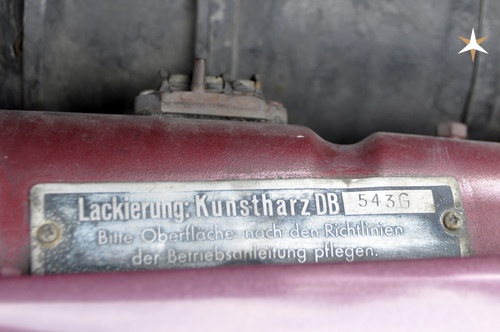 Lackierung: Kunstharz DB 543G
Bitte Oberfläche nach den Richtlinien
der Betriebsanleitung pflegen.